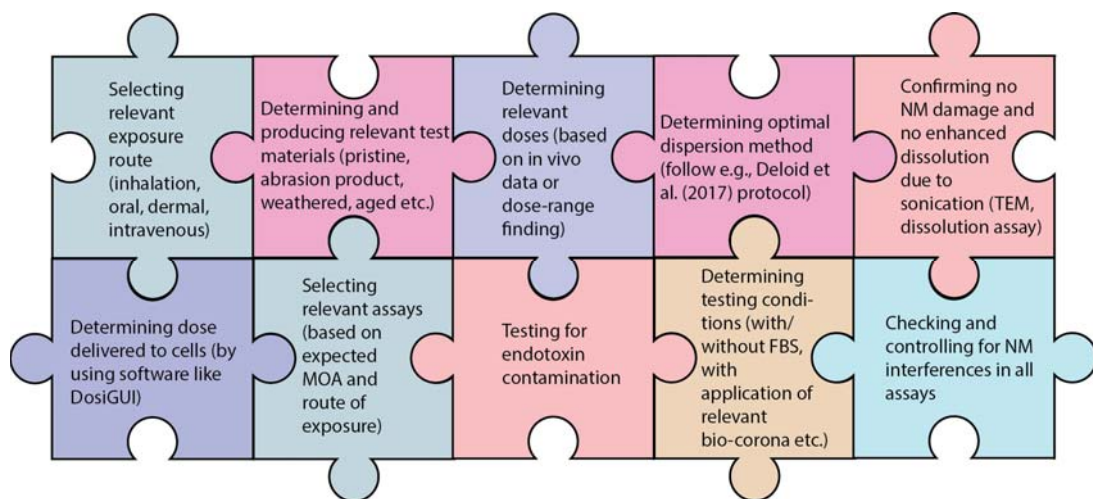 Selecting
relevant
exposure
route
(inhalation,
oral, dermal,
intravenous)
Determining and
producing relevant test
materials (pristine,
abrasion product,
weathered, aged etc.)
Determining
relevant
doses (based
on in vivo
data or
dose-range
finding)
Determining optimal
dispersion method
(follow e.g., Deloid
et al. (2017) protocol)
Confirming no
NM damage and
no enhanced
dissolution
due to
sonication (TEM,
dissolution assay)
Determining dose
delivered to cells (by
using software like
DosiGUI)
Selecting
relevant assays
(based on
expected
MOA and
route of
exposure)
Testing for
endotoxin
contamination
Determining
testing condi-
tions (with/
without FBS,
with
application of
relevant
bio-corona etc.)
Checking and
controlling for NM
interferences in all
assays